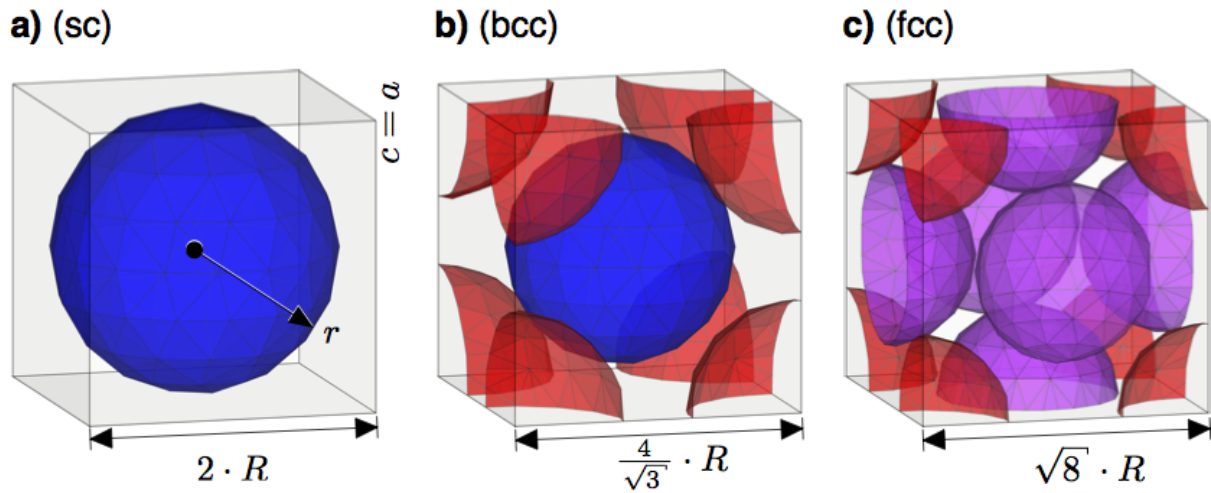 a) (sc)
b) (bcc)
c) (fcc)
c = a
r
2 · R
4/√3 · R
√8 · R